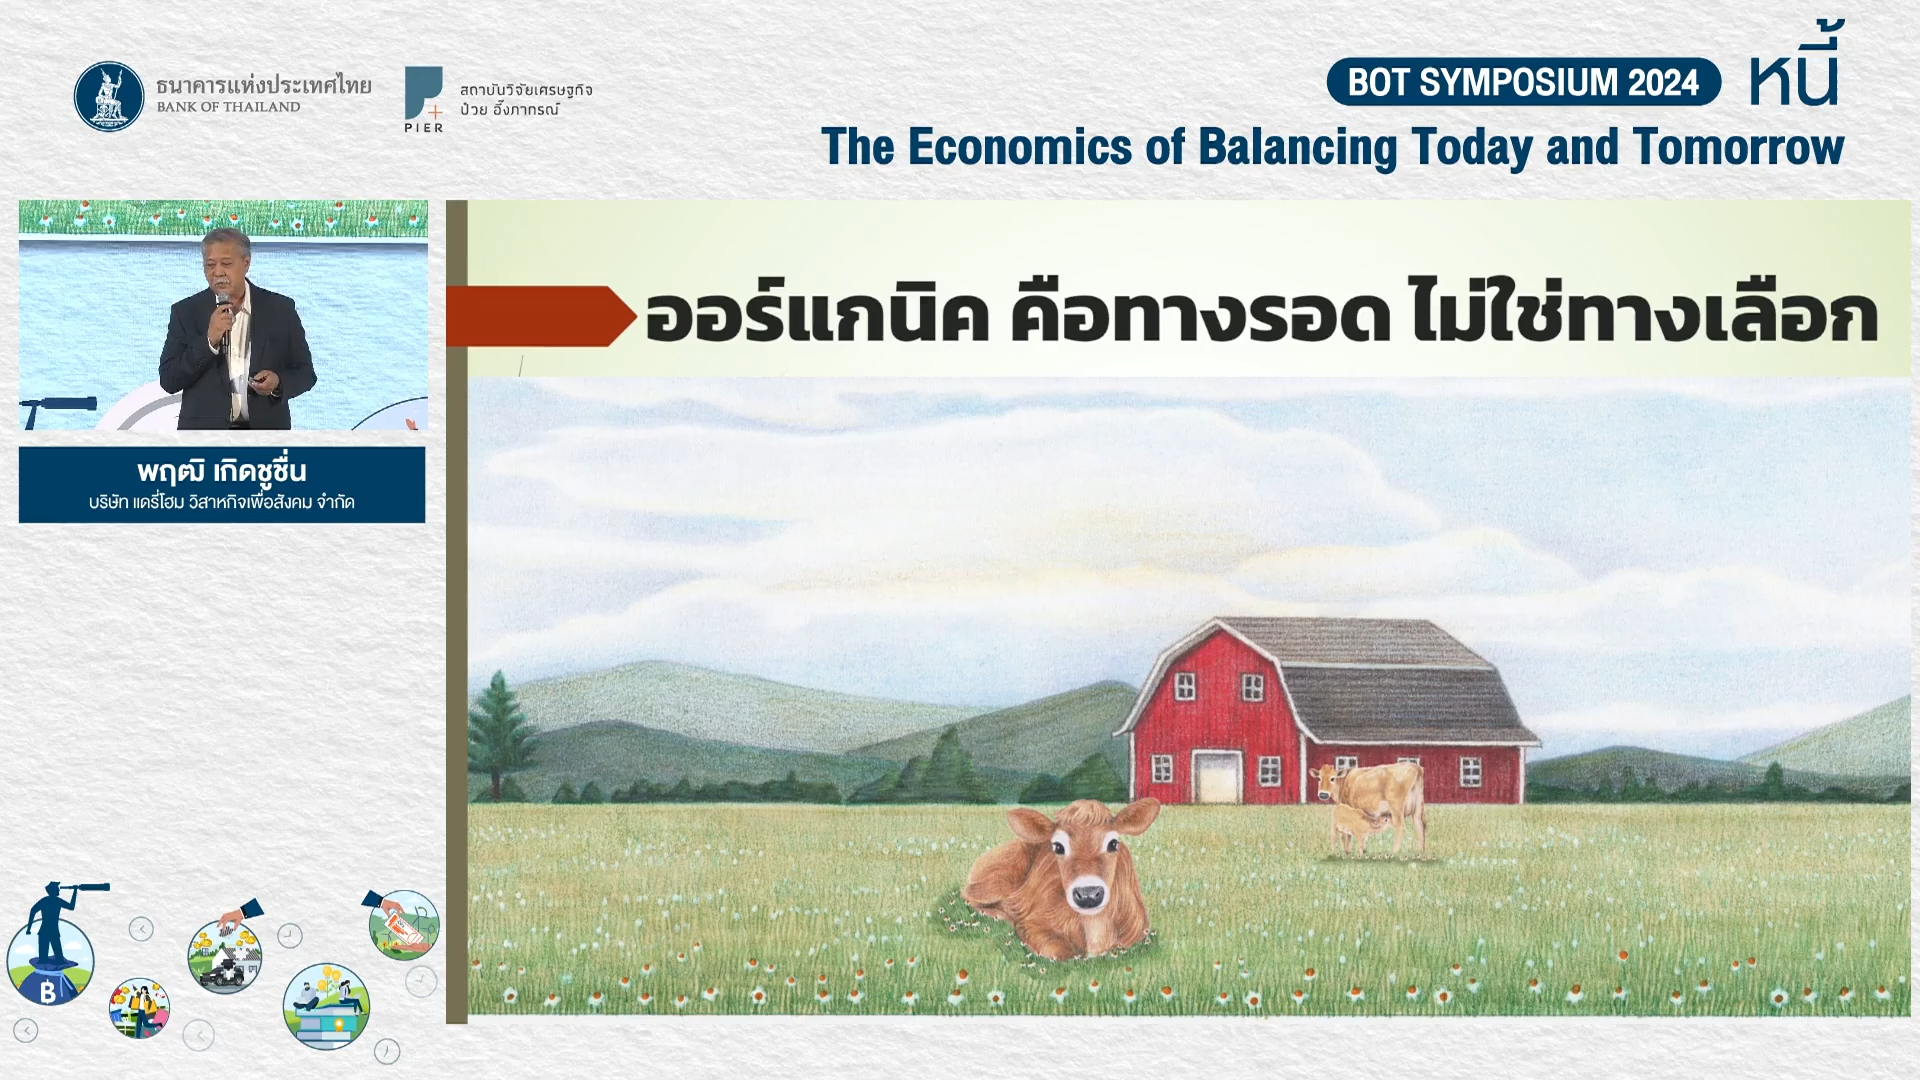 ธนาคารแห่งประเทศไทย
BANK OF THAILAND
PIER
สถาบันวิจัยเศรษฐกิจ
ป๋วย อึ๊งภากรณ์
BOT SYMPOSIUM 2024 หนี้
The Economics of Balancing Today and Tomorrow
ออร์แกนิค คือทางรอด ไม่ใช่ทางเลือก
พฤฒิ เกิดชูชื่น
บริษัท แดรี่โฮม วิสาหกิจเพื่อสังคม จำกัด
฿